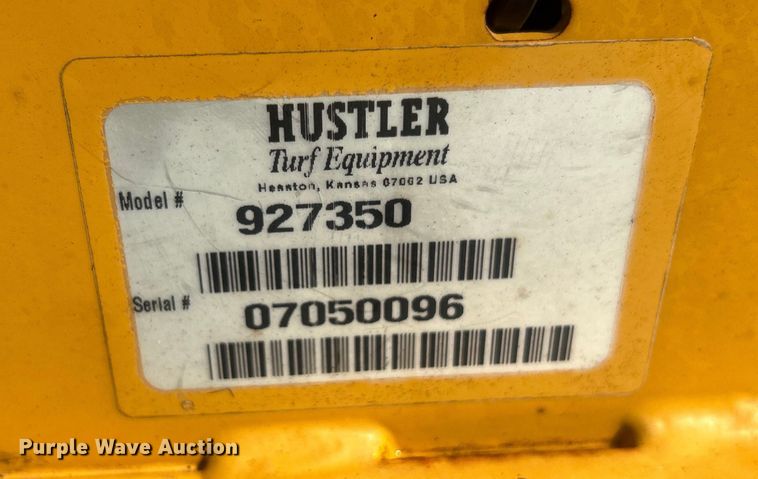 HUSTLER
Turf Equipment
Hesston, Kansas 67062 USA
Model # 927350
Serial # 07050096
Purple Wave Auction